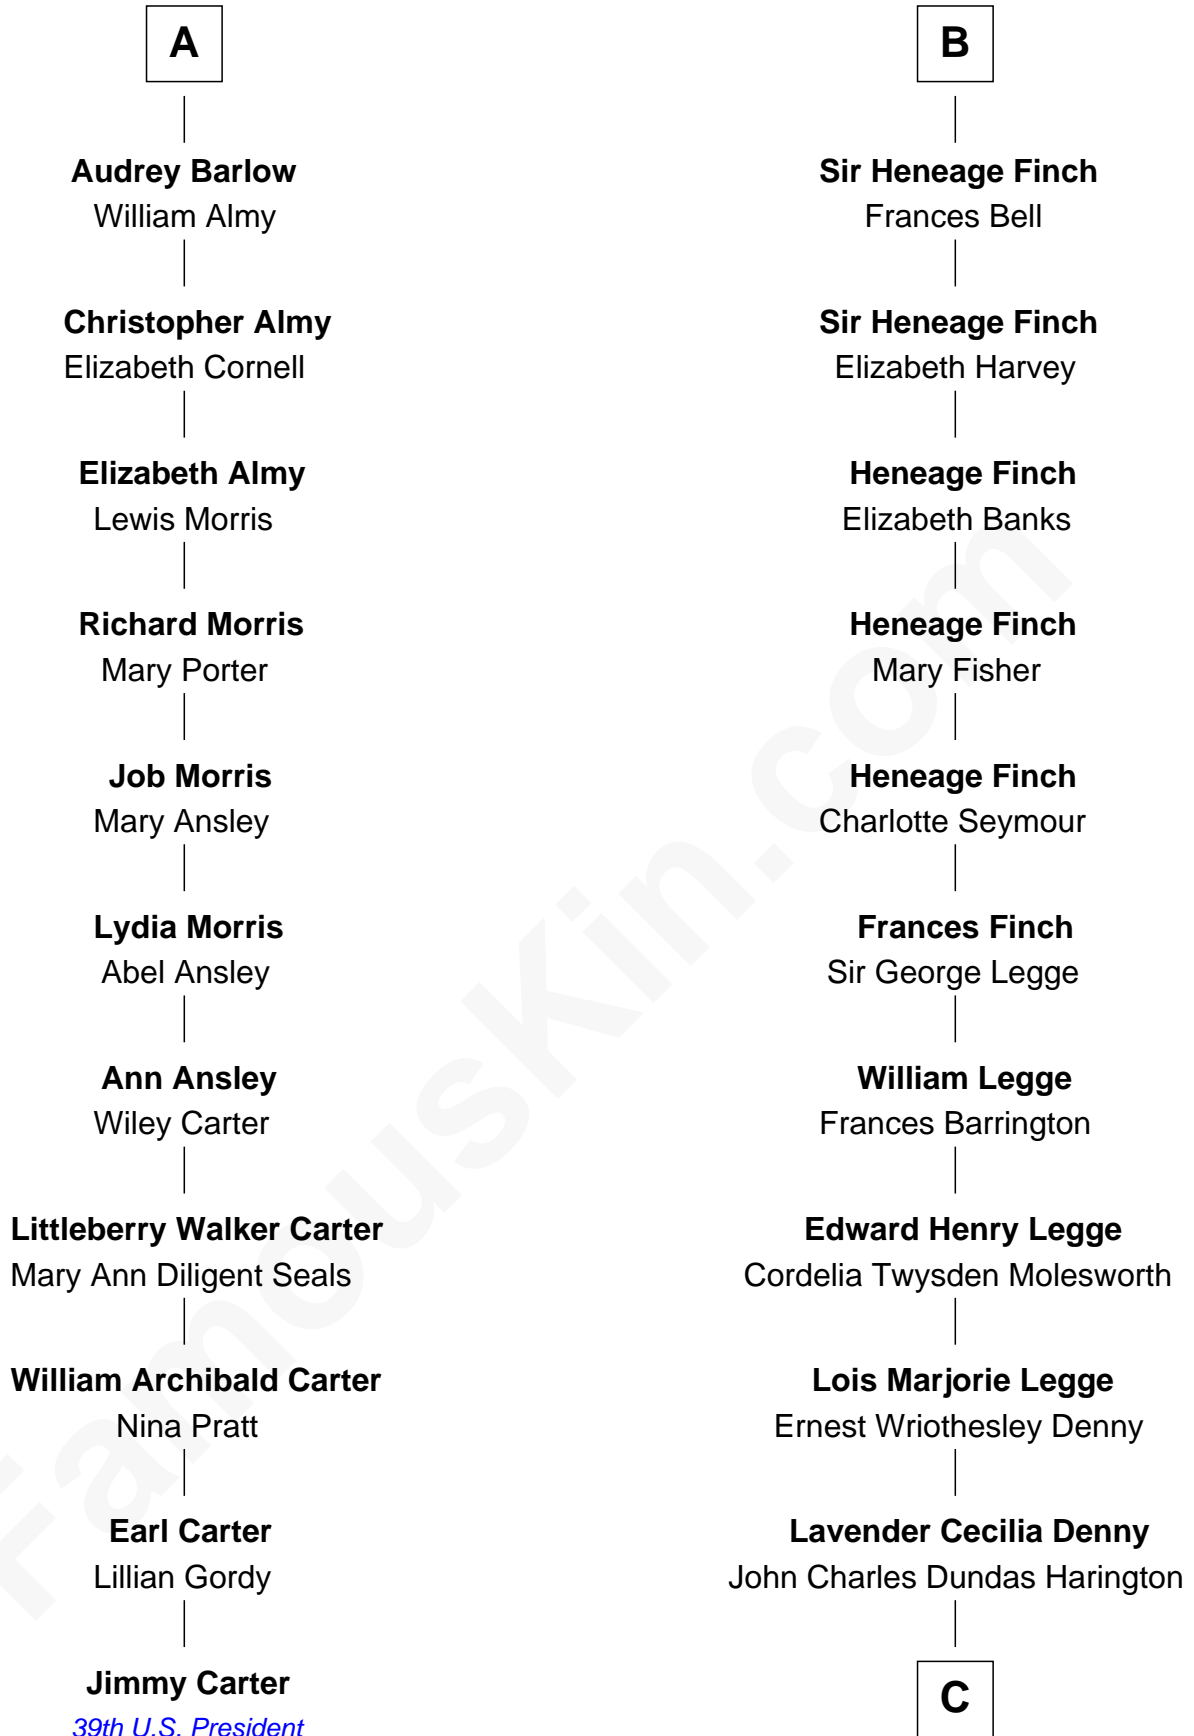 A
Audrey Barlow
William Almy
Christopher Almy
Elizabeth Cornell
Elizabeth Almy
Lewis Morris
Richard Morris
Mary Porter
Job Morris
Mary Ansley
Lydia Morris
Abel Ansley
Ann Ansley
Wiley Carter
Littleberry Walker Carter
Mary Ann Diligent Seals
William Archibald Carter
Nina Pratt
Earl Carter
Lillian Gordy
Jimmy Carter
39th U.S. President
B
Sir Heneage Finch
Frances Bell
Sir Heneage Finch
Elizabeth Harvey
Heneage Finch
Elizabeth Banks
Heneage Finch
Mary Fisher
Heneage Finch
Charlotte Seymour
Frances Finch
Sir George Legge
William Legge
Frances Barrington
Edward Henry Legge
Cordelia Twysden Molesworth
Lois Marjorie Legge
Ernest Wriothesley Denny
Lavender Cecilia Denny
John Charles Dundas Harington
C
FamousKin.com